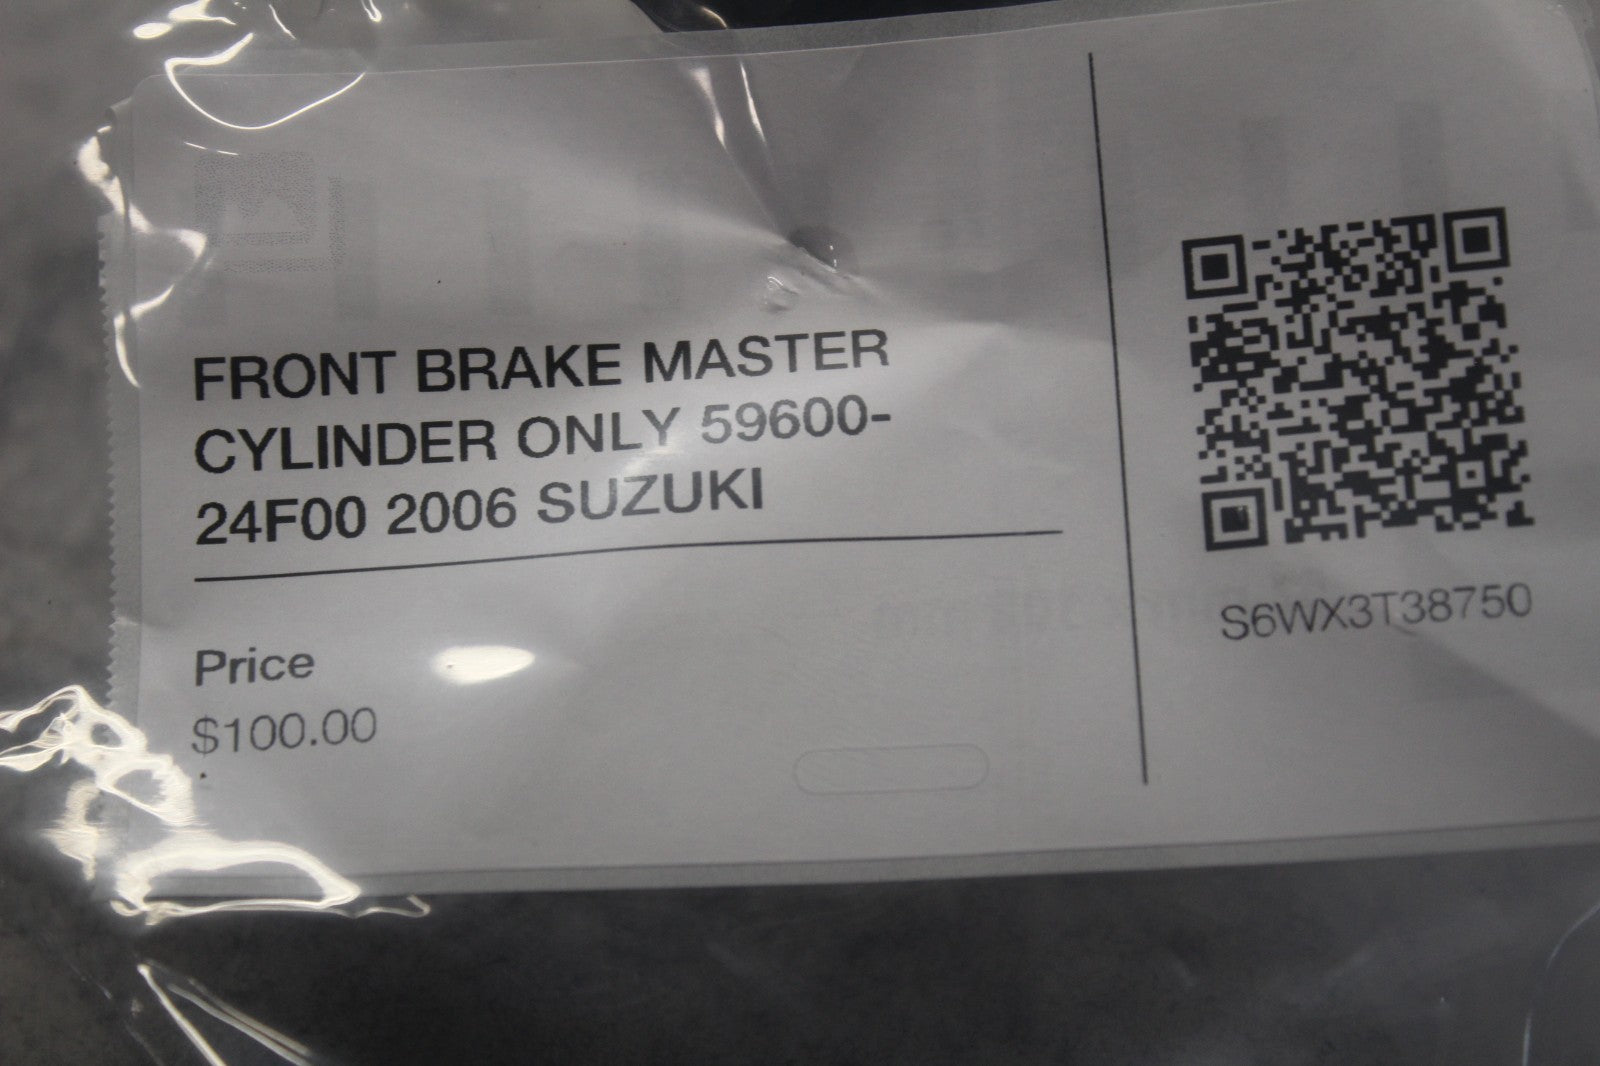 FRONT BRAKE MASTER
CYLINDER ONLY 59600-
24F00 2006 SUZUKI
Price
$100.00
S6WX3T38750